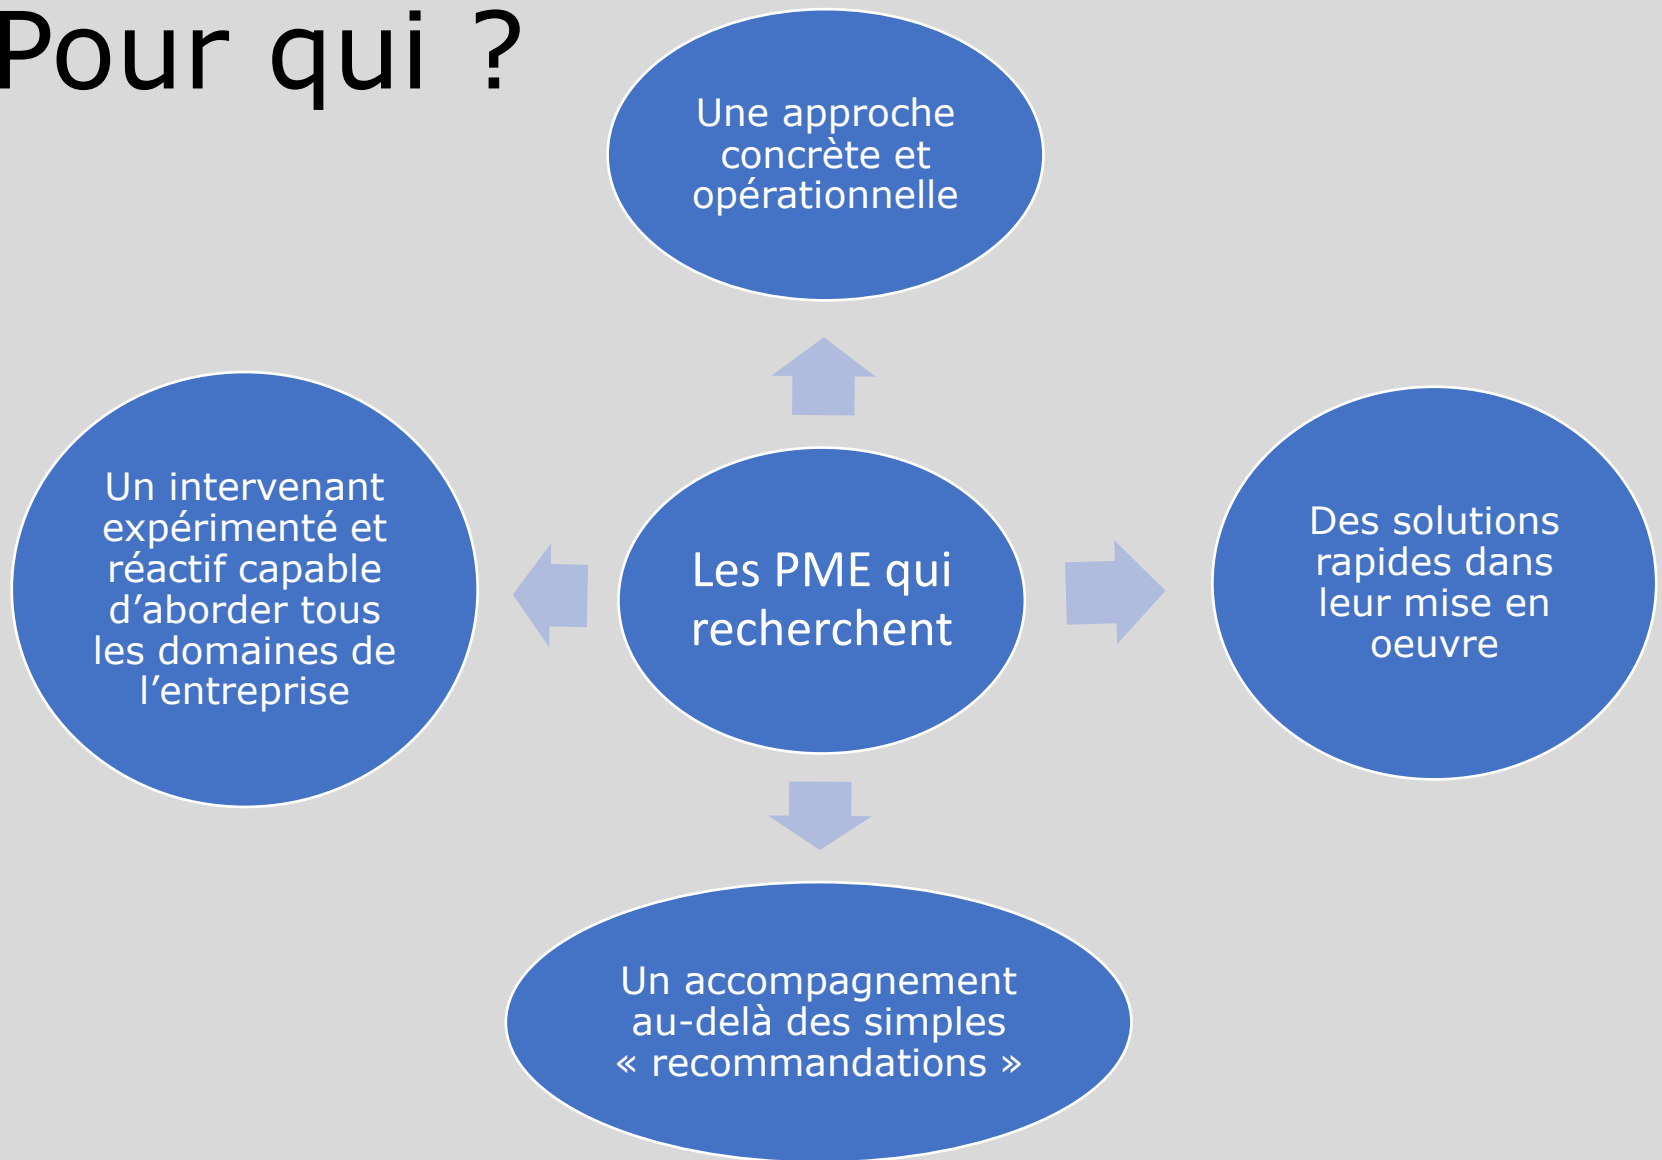 Pour qui ?
Une approche
concrète et
opérationnelle
Un intervenant
expérimenté et
réactif capable
d’aborder tous
les domaines de
l’entreprise
Les PME qui
recherchent
Des solutions
rapides dans
leur mise en
oeuvre
Un accompagnement
au-delà des simples
« recommandations »